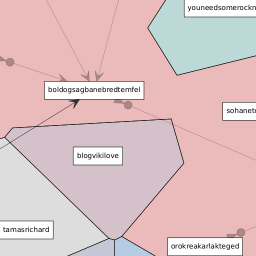 youneedsomerockn
boldogsagbanebredtemfel
sohanet
blogvikilove
tamasrichard
orokreakarlakteged